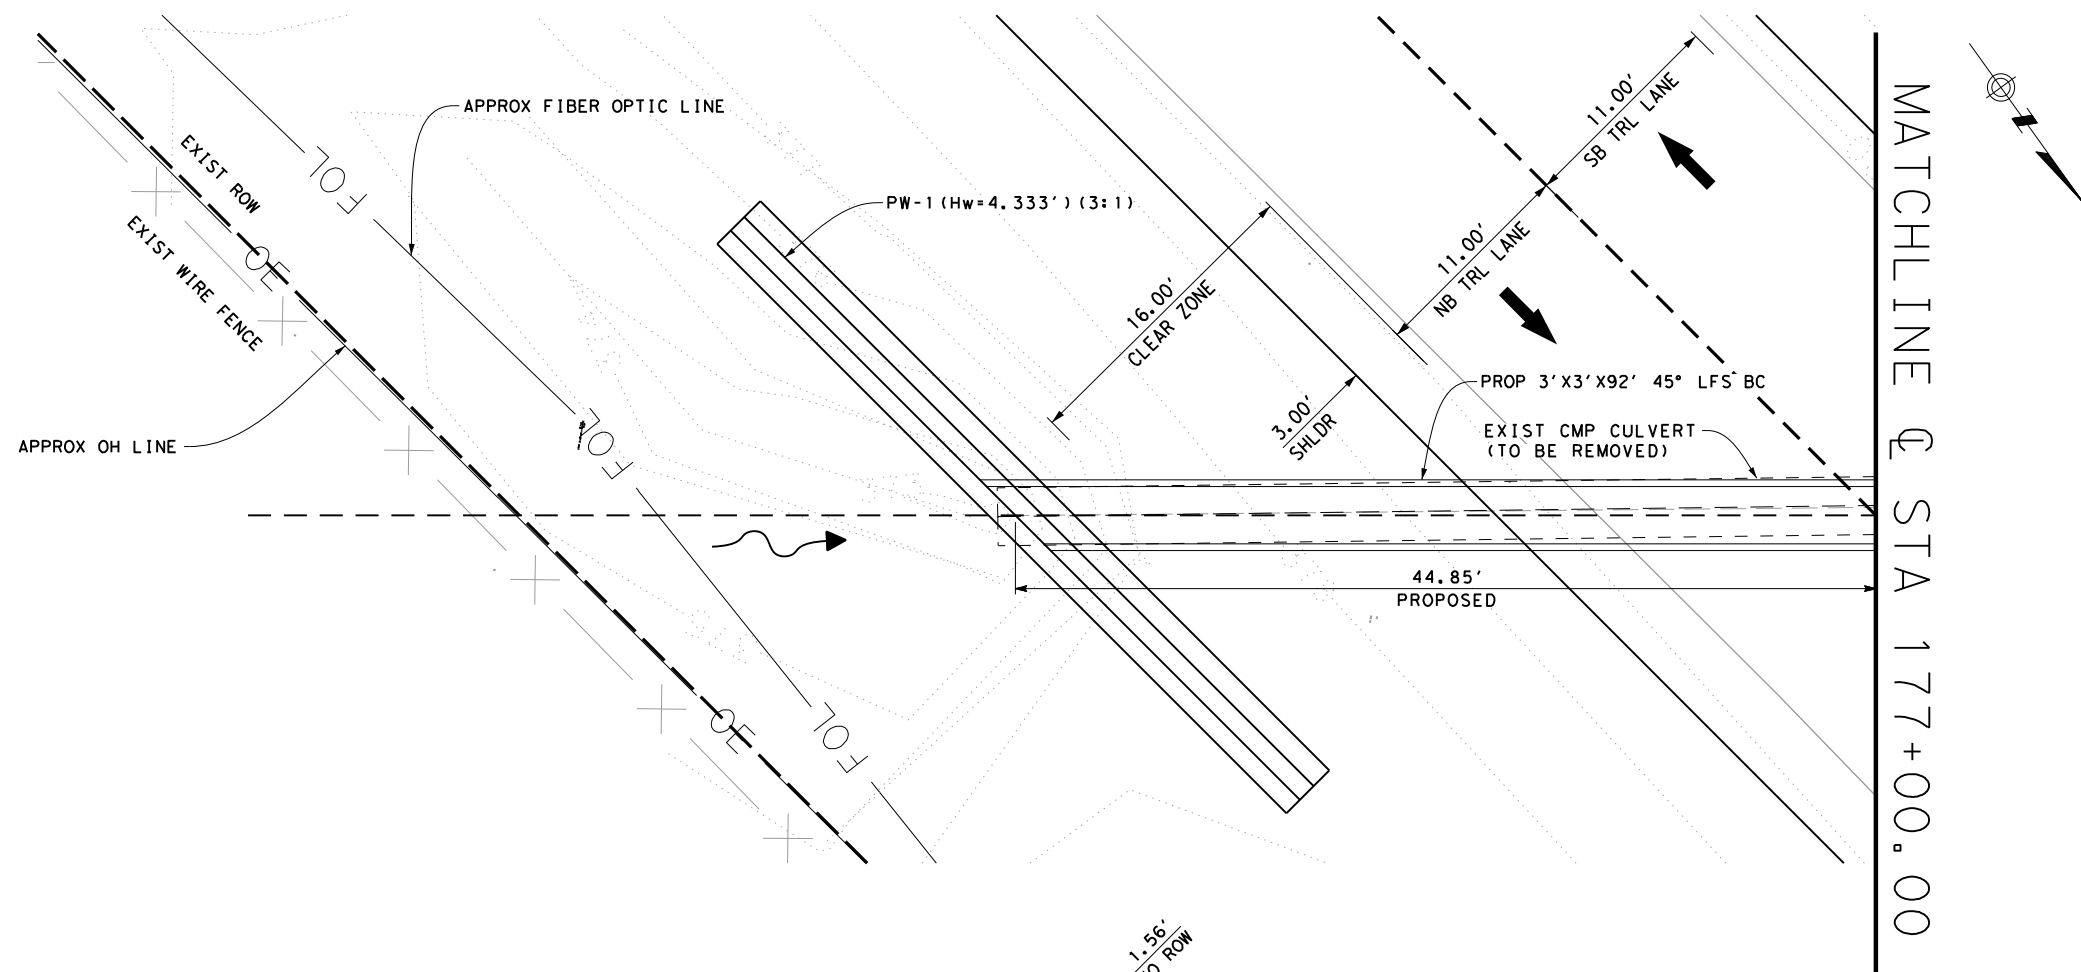 APPROX FIBER OPTIC LINE
EXIST ROW
FOL
PW-1(Hw=4.333')(3:1)
11.00'
SB TRL LANE
11.00'
NB TRL LANE
16.00'
CLEAR ZONE
EXIST WIRE FENCE
OE
3.00'
SHLDR
PROP 3'X3'X92' 45° LFS BC
EXIST CMP CULVERT
(TO BE REMOVED)
APPROX OH LINE
FOL
44.85'
PROPOSED
OE
FOL
1.56'
ROW
MATCHLINE ℄ STA 177+00.00